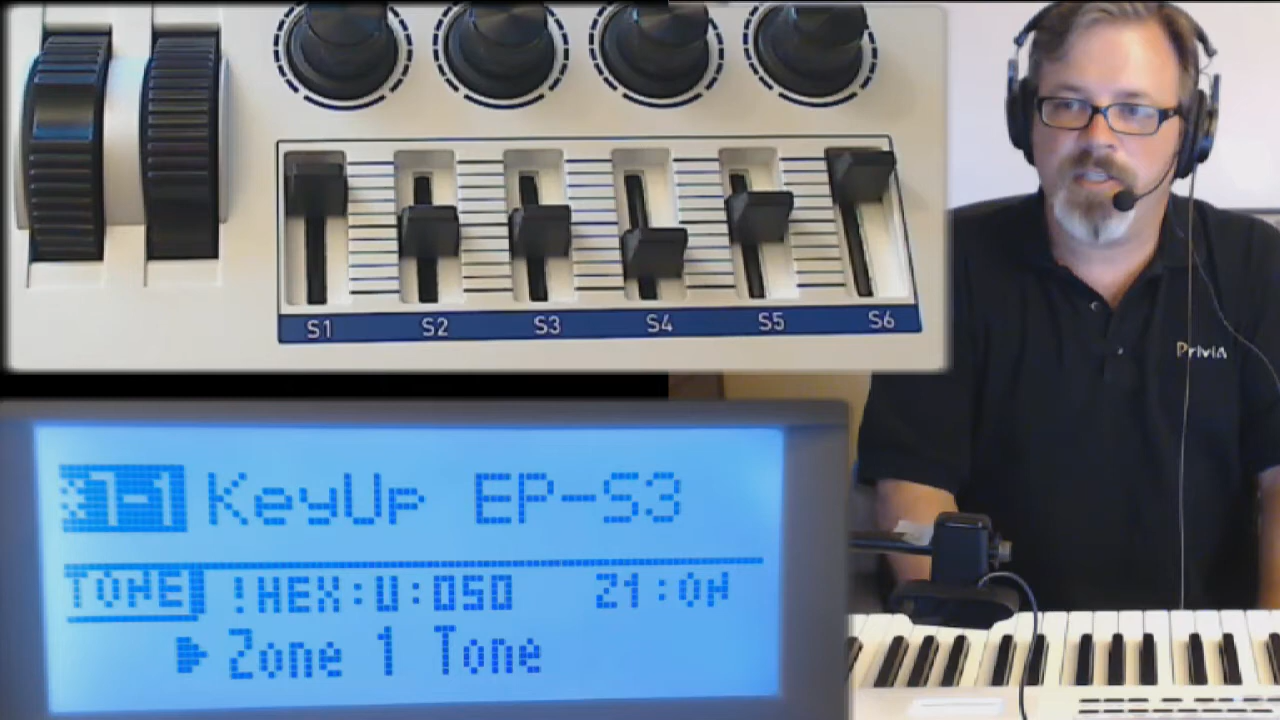 S1 S2 S3 S4 S5 S6
Privia
1-1 KeyUp EP-S3
TONE !HEX:U:050 Z1:ON
Zone 1 Tone